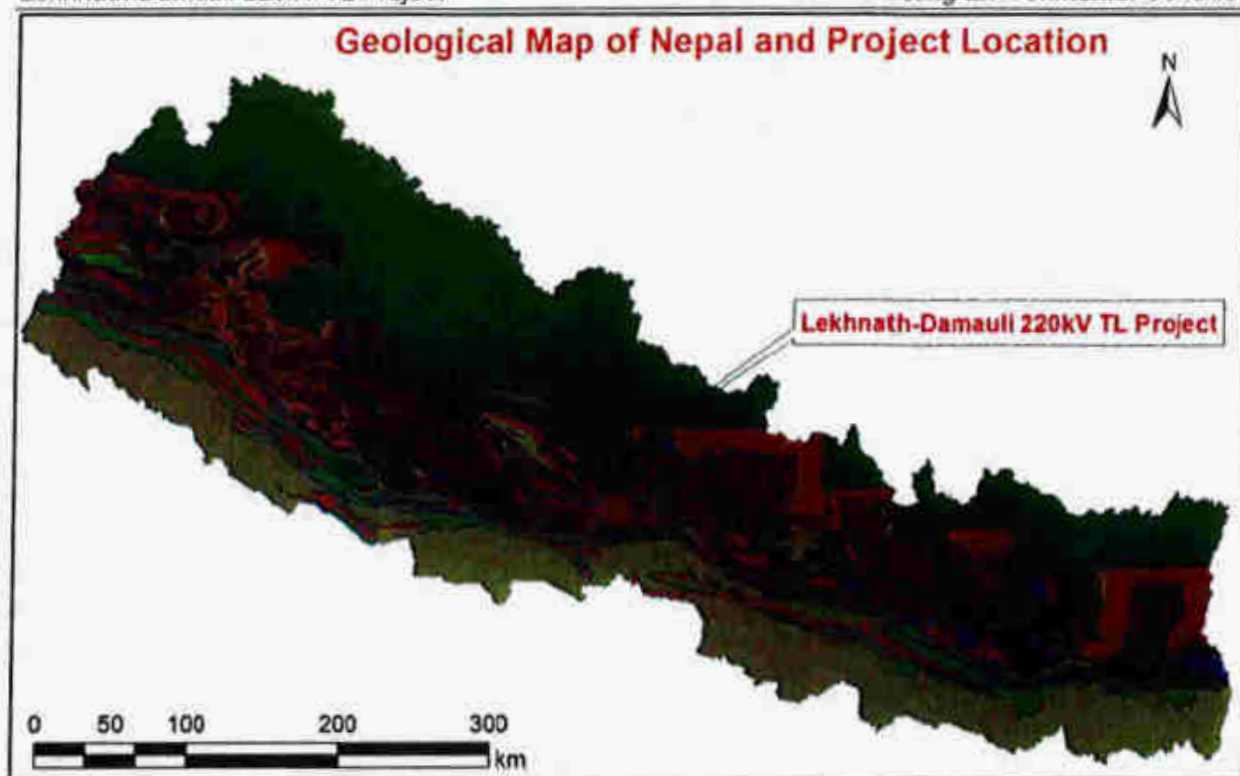 Geological Map of Nepal and Project Location
N
Lekhnath-Damauli 220kV TL Project
0 50 100 200 300
km